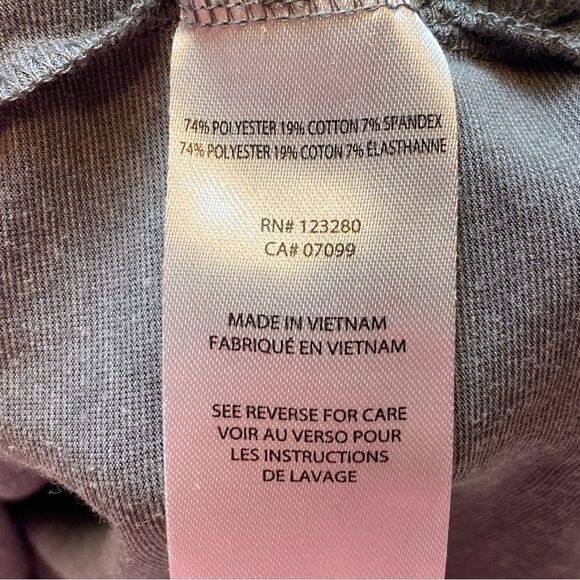 74% POLYESTER 19% COTTON 7% SPANDEX
74% POLYESTER 19% COTON 7% ÉLASTHANNE
RN# 123280
CA# 07099
MADE IN VIETNAM
FABRIQUÉ EN VIETNAM
SEE REVERSE FOR CARE
VOIR AU VERSO POUR
LES INSTRUCTIONS
DE LAVAGE